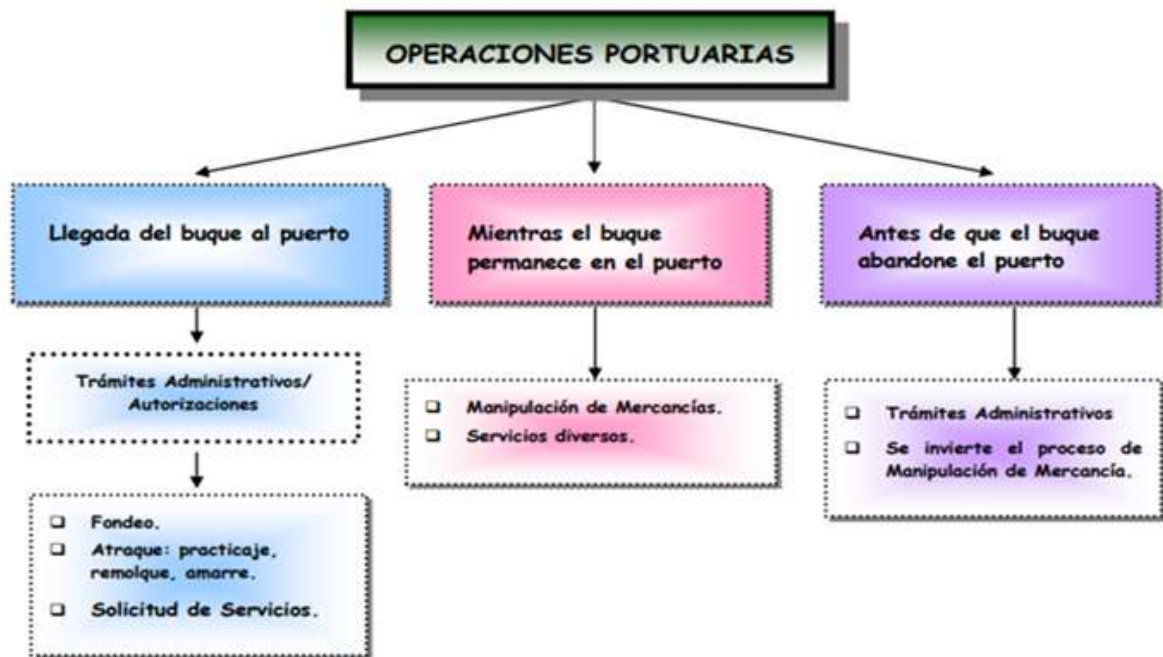 OPERACIONES PORTUARIAS
Llegada del buque al puerto
Trámites Administrativos/
Autorizaciones
Fondeo.
Atraque: practicaje,
remolque, amarre.
Solicitud de Servicios.
Mientras el buque
permanece en el puerto
Manipulación de Mercancías.
Servicios diversos.
Antes de que el buque
abandone el puerto
Trámites Administrativos
Se invierte el proceso de
Manipulación de Mercancía.